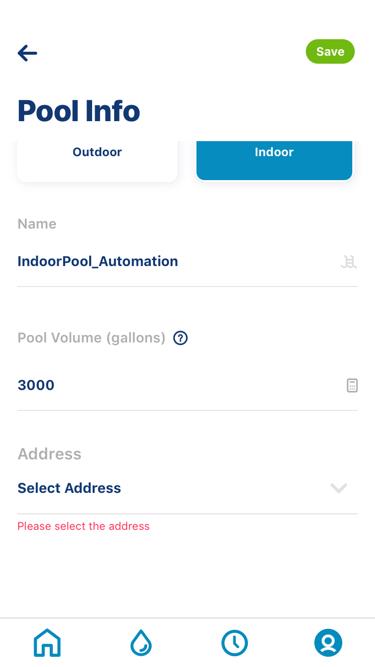 Save
Pool Info
Outdoor
Indoor
Name
IndoorPool_Automation
Pool Volume (gallons)
3000
Address
Select Address
Please select the address